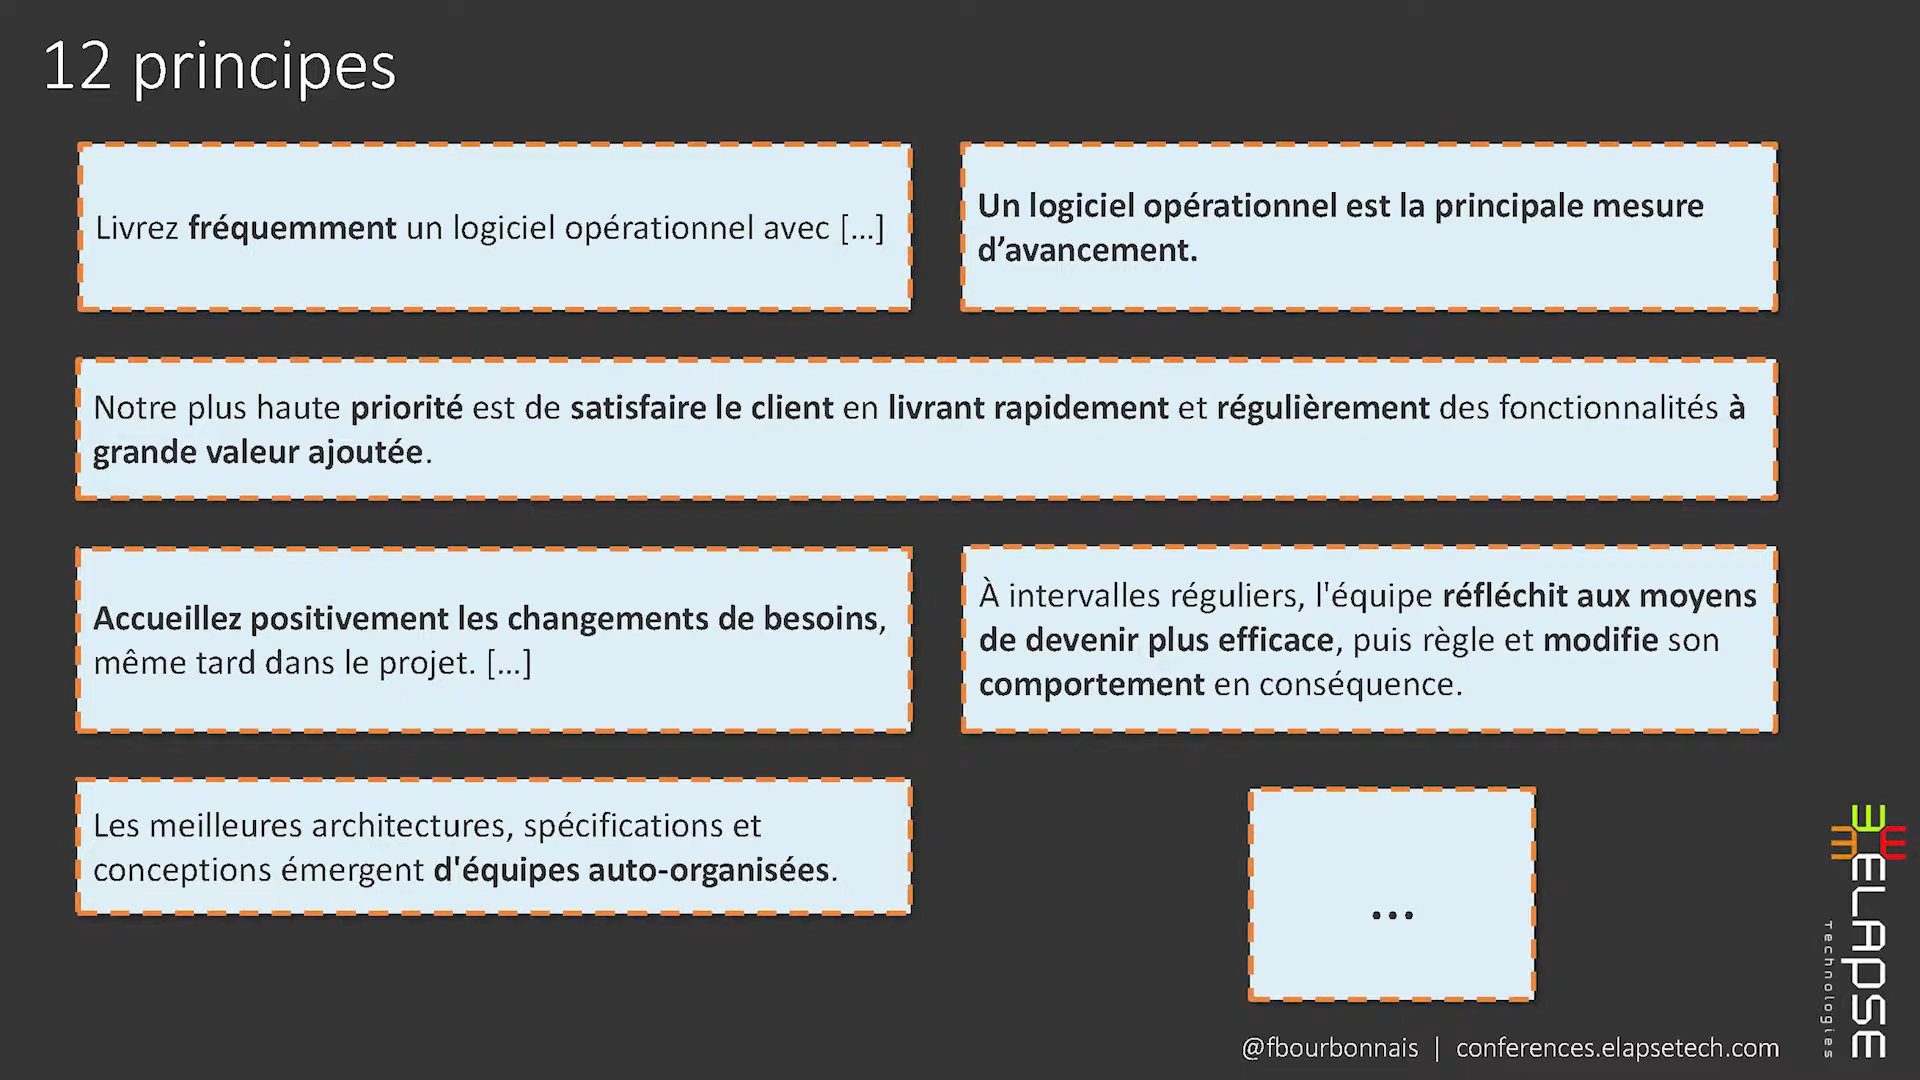 12 principes
Livrez fréquemment un logiciel opérationnel avec [...]
Un logiciel opérationnel est la principale mesure
d’avancement.
Notre plus haute priorité est de satisfaire le client en livrant rapidement et régulièrement des fonctionnalités à
grande valeur ajoutée.
Accueillez positivement les changements de besoins,
même tard dans le projet. [...]
À intervalles réguliers, l'équipe réfléchit aux moyens
de devenir plus efficace, puis règle et modifie son
comportement en conséquence.
Les meilleures architectures, spécifications et
conceptions émergent d'équipes auto-organisées.
...
@fbourbonnais | conferences.elapsetech.com
ELAPSE
Technologies